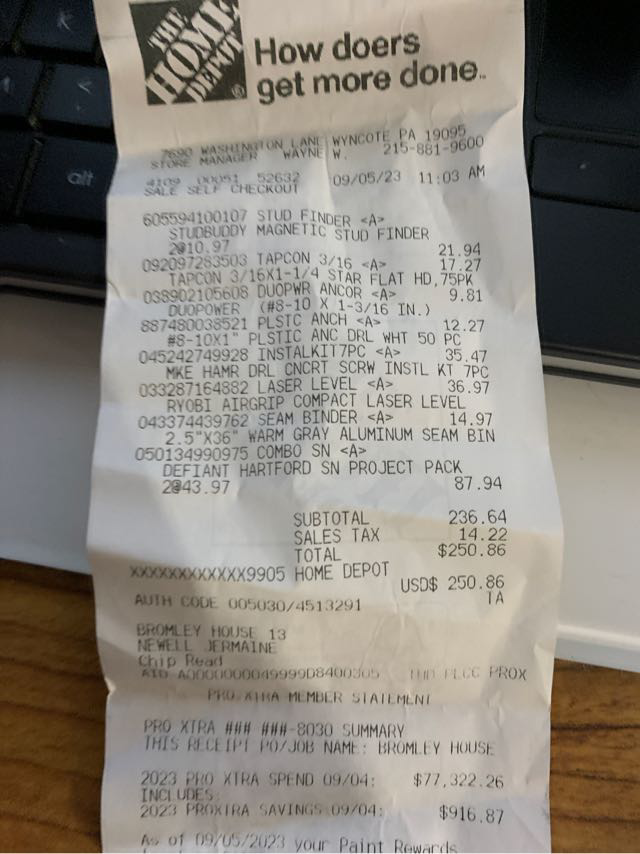 THE HOME DEPOT®
How doers
get more done™
7690 WASHINGTON LANE WYNCOTE PA 19095
STORE MANAGER WAYNE W. 215-881-9600
4109 00051 52632 09/05/23 11:03 AM
SALE SELF CHECKOUT
605594100107 STUD FINDER <A>
STUDBUDDY MAGNETIC STUD FINDER
2@10.97 21.94
092097283503 TAPCON 3/16 <A> 17.27
TAPCON 3/16X1-1/4 STAR FLAT HD,75PK
038902105608 DUOPWR ANCOR <A> 9.81
DUOPOWER (#8-10 X 1-3/16 IN.)
887480038521 PLSTC ANCH <A> 12.27
#8-10X1" PLSTIC ANC DRL WHT 50 PC
045242749928 INSTALKIT7PC <A> 35.47
MKE HAMR DRL CNCRT SCRW INSTL KT 7PC
033287164882 LASER LEVEL <A> 36.97
RYOBI AIRGRIP COMPACT LASER LEVEL
043374439762 SEAM BINDER <A> 14.97
2.5"X36" WARM GRAY ALUMINUM SEAM BIN
050134990975 COMBO SN <A>
DEFIANT HARTFORD SN PROJECT PACK
2@43.97 87.94
SUBTOTAL 236.64
SALES TAX 14.22
TOTAL $250.86
XXXXXXXXXXXX9905 HOME DEPOT
USD$ 250.86
AUTH CODE 005030/4513291 TA
BROMLEY HOUSE 13
NEWELL JERMAINE
Chip Read
AID PLCC PROX
PRO XTRA MEMBER STATEMENT
PRO XTRA ### ###-8030 SUMMARY
THIS RECEIPT PO/JOB NAME: BROMLEY HOUSE
2023 PRO XTRA SPEND 09/04: $77,322.26
INCLUDES:
2023 PROXTRA SAVINGS 09/04: $916.87
As of 09/05/2023 your Paint Rewards
alt